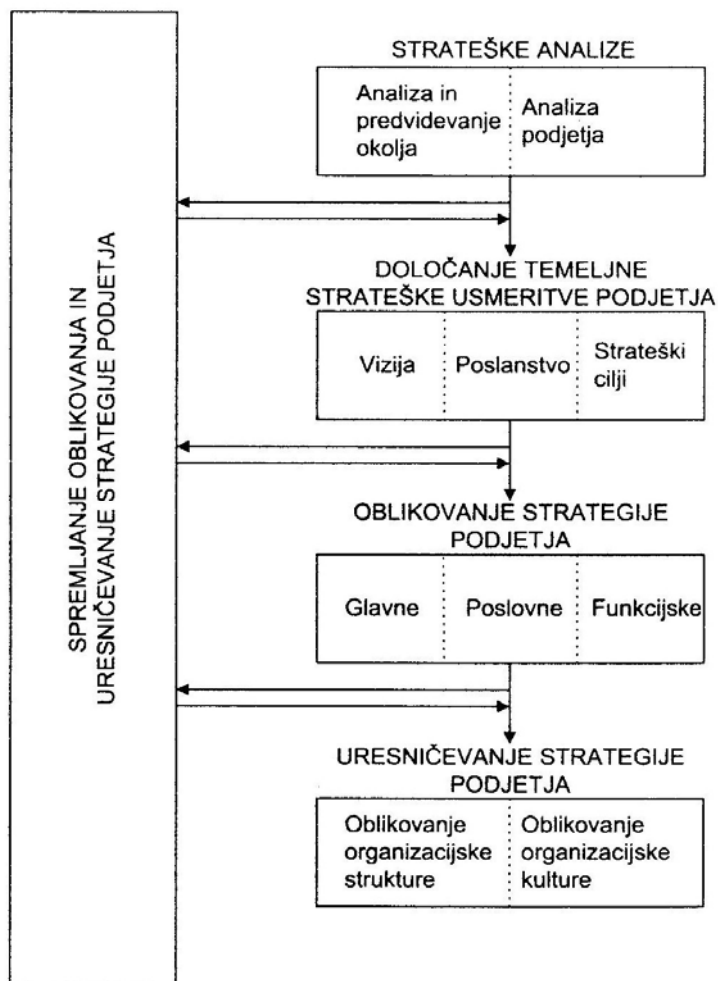 SPREMLJANJE OBLIKOVANJA IN
URESNIČEVANJE STRATEGIJE PODJETJA
STRATEŠKE ANALIZE
Analiza in
predvidevanje
okolja
Analiza
podjetja
DOLOČANJE TEMELJNE
STRATEŠKE USMERITVE PODJETJA
Vizija
Poslanstvo
Strateški
cilji
OBLIKOVANJE STRATEGIJE
PODJETJA
Glavne
Poslovne
Funkcijske
URESNIČEVANJE STRATEGIJE
PODJETJA
Oblikovanje
organizacijske
strukture
Oblikovanje
organizacijske
kulture